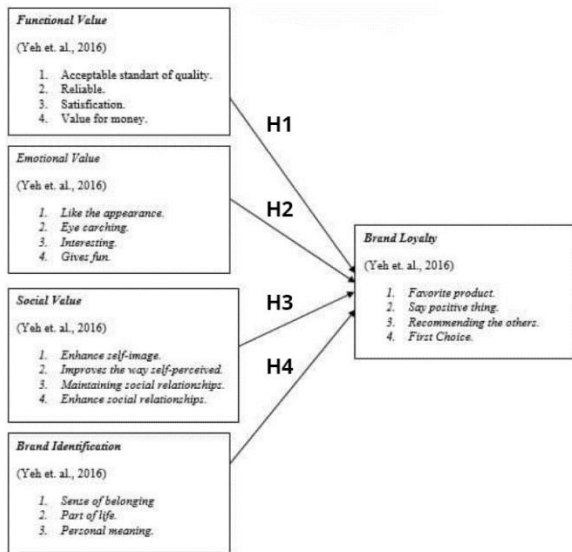 Functional Value
(Yeh et. al., 2016)
1. Acceptable standart of quality.
2. Reliable.
3. Satisfication.
4. Value for money.
H1
Emotional Value
(Yeh et. al., 2016)
1. Like the appearance.
2. Eye carching.
3. Interesting.
4. Gives fun.
H2
Social Value
(Yeh et. al., 2016)
1. Enhance self-image.
2. Improves the way self-perceived.
3. Maintaining social relationships.
4. Enhance social relationships.
H3
Brand Identification
(Yeh et. al., 2016)
1. Sense of belonging
2. Part of life.
3. Personal meaning.
H4
Brand Loyalty
(Yeh et. al., 2016)
1. Favorite product.
2. Say positive thing.
3. Recommending the others.
4. First Choice.